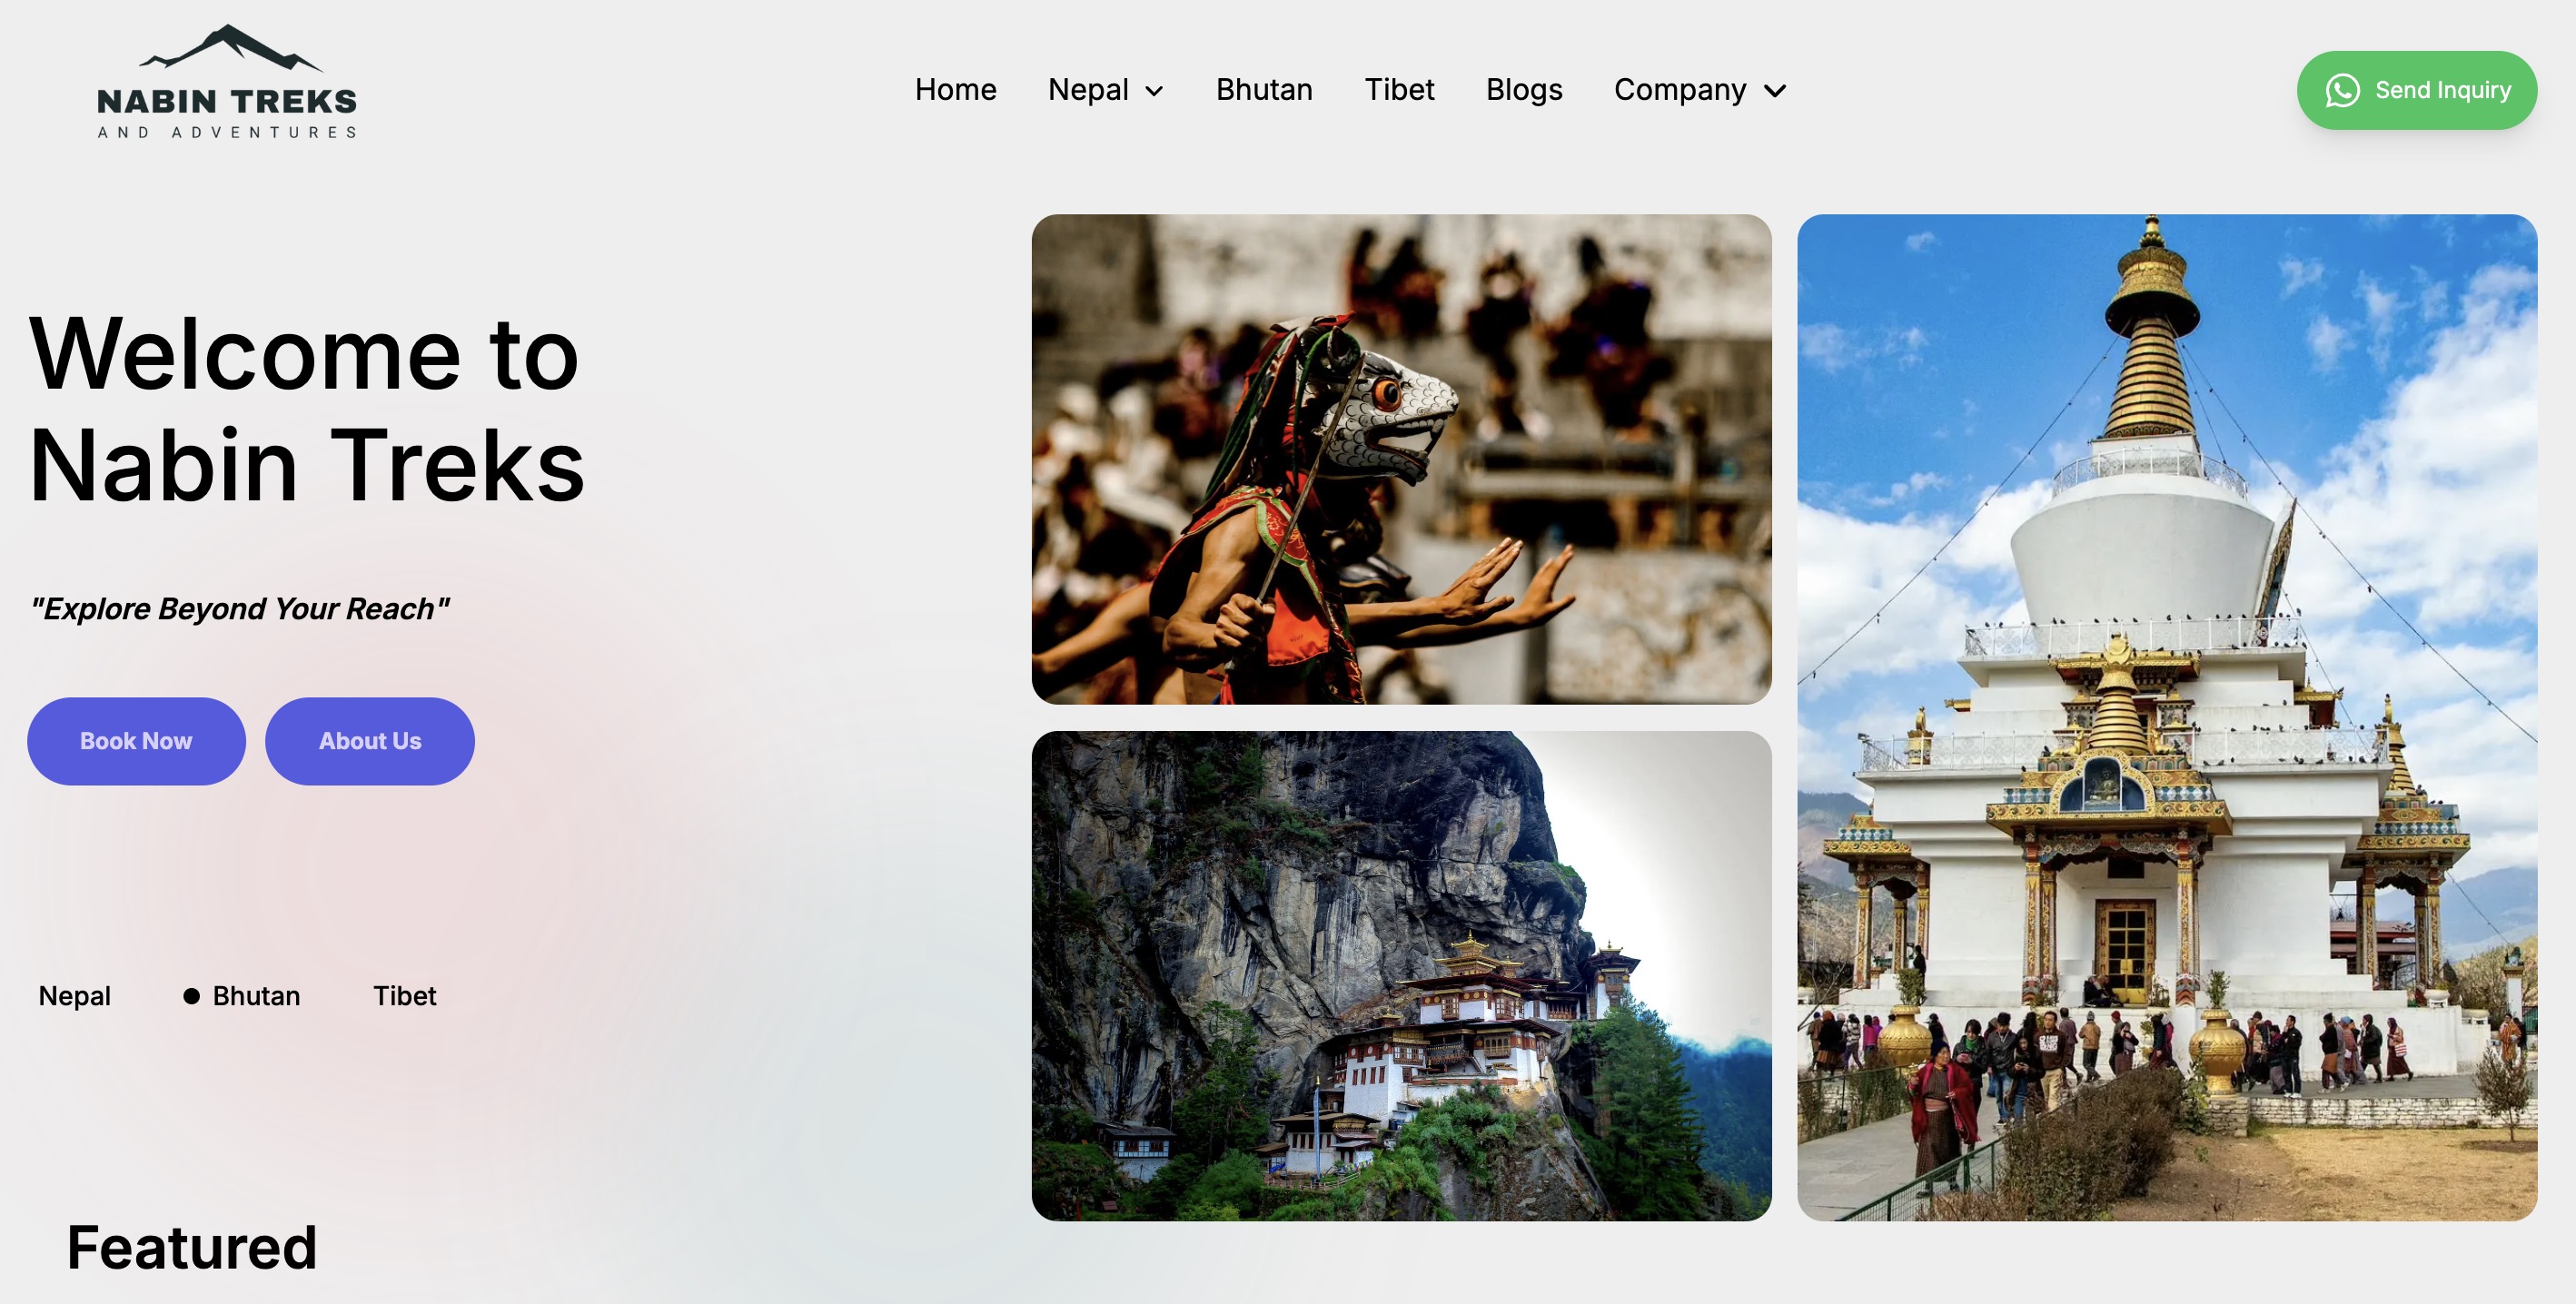 NABIN TREKS
AND ADVENTURES
Home Nepal Bhutan Tibet Blogs Company
Send Inquiry
Welcome to
Nabin Treks
"Explore Beyond Your Reach"
Book Now About Us
Nepal Bhutan Tibet
Featured